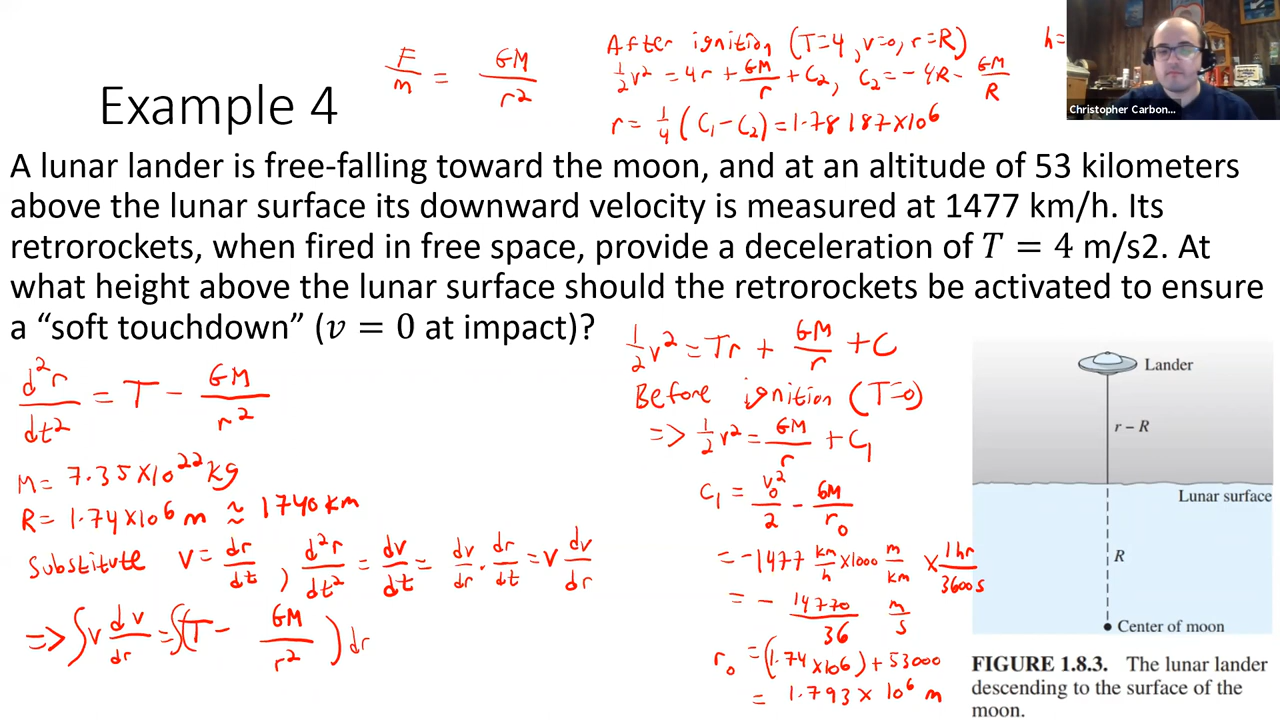 F/m = GM/r²
After ignition (T=4, v=0, r=R)
½v² = 4r + GM/r + C₂, C₂ = -4R - GM/R
r = ¼ (C₁ - C₂) = 1.78187×10⁶
h=
Christopher Carbon...
Example 4
A lunar lander is free-falling toward the moon, and at an altitude of 53 kilometers
above the lunar surface its downward velocity is measured at 1477 km/h. Its
retrorockets, when fired in free space, provide a deceleration of T = 4 m/s2. At
what height above the lunar surface should the retrorockets be activated to ensure
a “soft touchdown” (v = 0 at impact)?
d²r/dt² = T - GM/r²
M = 7.35×10²² kg
R = 1.74×10⁶ m ≈ 1740 km
Substitute v = dr/dt, d²r/dt² = dv/dt = dv/dr · dr/dt = v dv/dr
=> ∫v dv/dr = ∫(T - GM/r²) dr
½v² = Tr + GM/r + C
Before ignition (T=0)
=> ½v² = GM/r + C₁
C₁ = v₀²/2 - GM/r₀
= -1477 km/h × 1000 m/km × 1hr/3600s
= - 14770/36 m/s
r₀ = (1.74×10⁶) + 53000
= 1.793 × 10⁶ m
Lander
r – R
Lunar surface
R
Center of moon
FIGURE 1.8.3. The lunar lander
descending to the surface of the
moon.